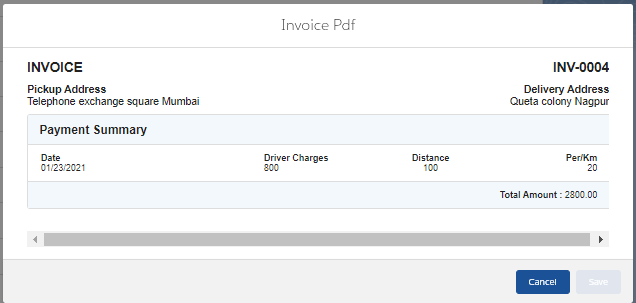 Invoice Pdf
INVOICE INV-0004
Pickup Address Delivery Address
Telephone exchange square Mumbai Queta colony Nagpur
Payment Summary
Date Driver Charges Distance Per/Km
01/23/2021 800 100 20
Total Amount : 2800.00
Cancel Save